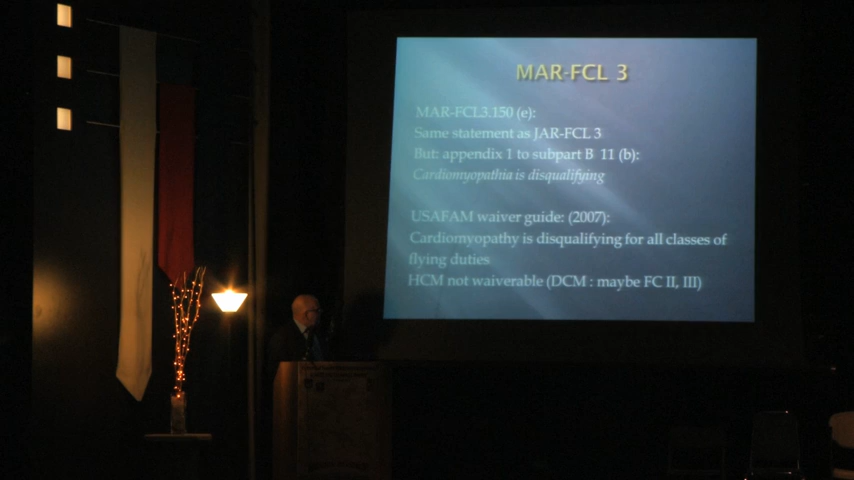 MAR-FCL 3
MAR-FCL3.150 (e):
Same statement as JAR-FCL 3
But: appendix 1 to subpart B 11 (b):
Cardiomyopathia is disqualifying
USAFAM waiver guide: (2007):
Cardiomyopathy is disqualifying for all classes of
flying duties
HCM not waiverable (DCM : maybe FC II, III)